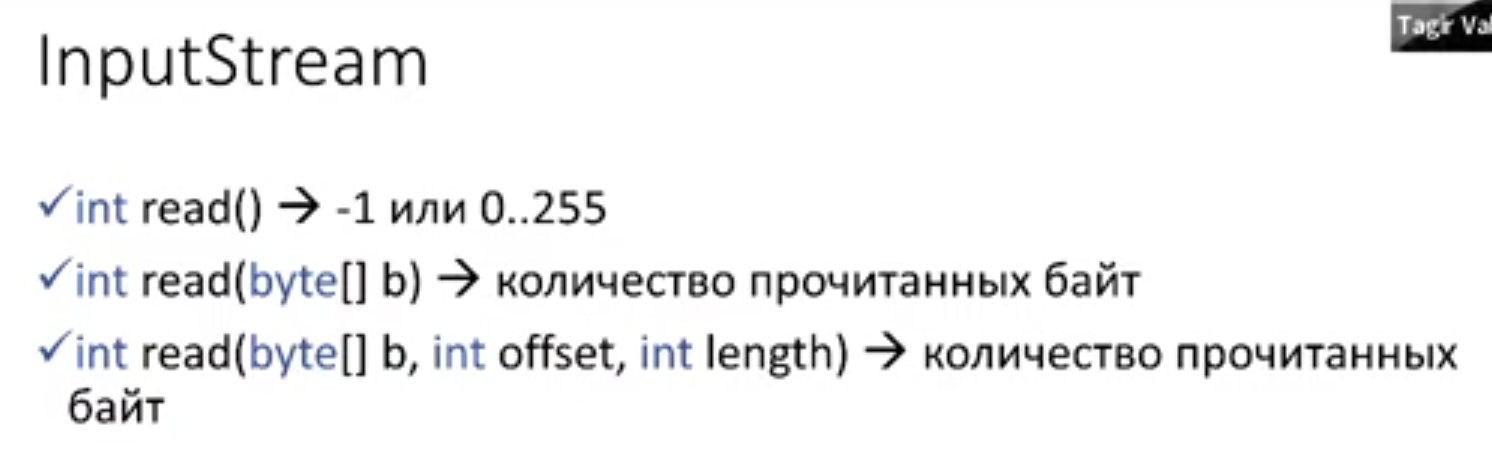 InputStream
Tagir Val
✓int read() → -1 или 0..255
✓int read(byte[] b) → количество прочитанных байт
✓int read(byte[] b, int offset, int length) → количество прочитанных
байт